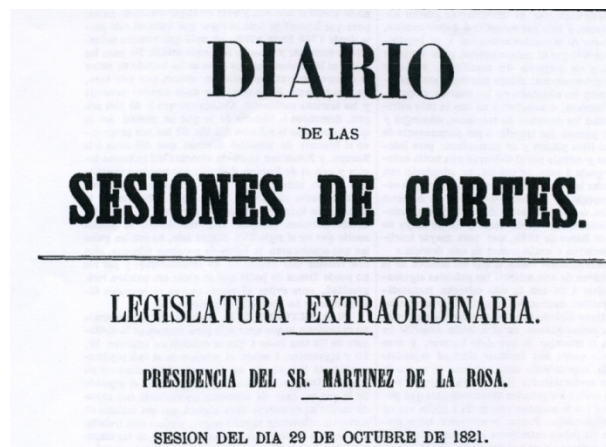 DIARIO
DE LAS
SESIONES DE CORTES.
LEGISLATURA EXTRAORDINARIA.
PRESIDENCIA DEL SR. MARTINEZ DE LA ROSA.
SESION DEL DIA 29 DE OCTUBRE DE 1821.